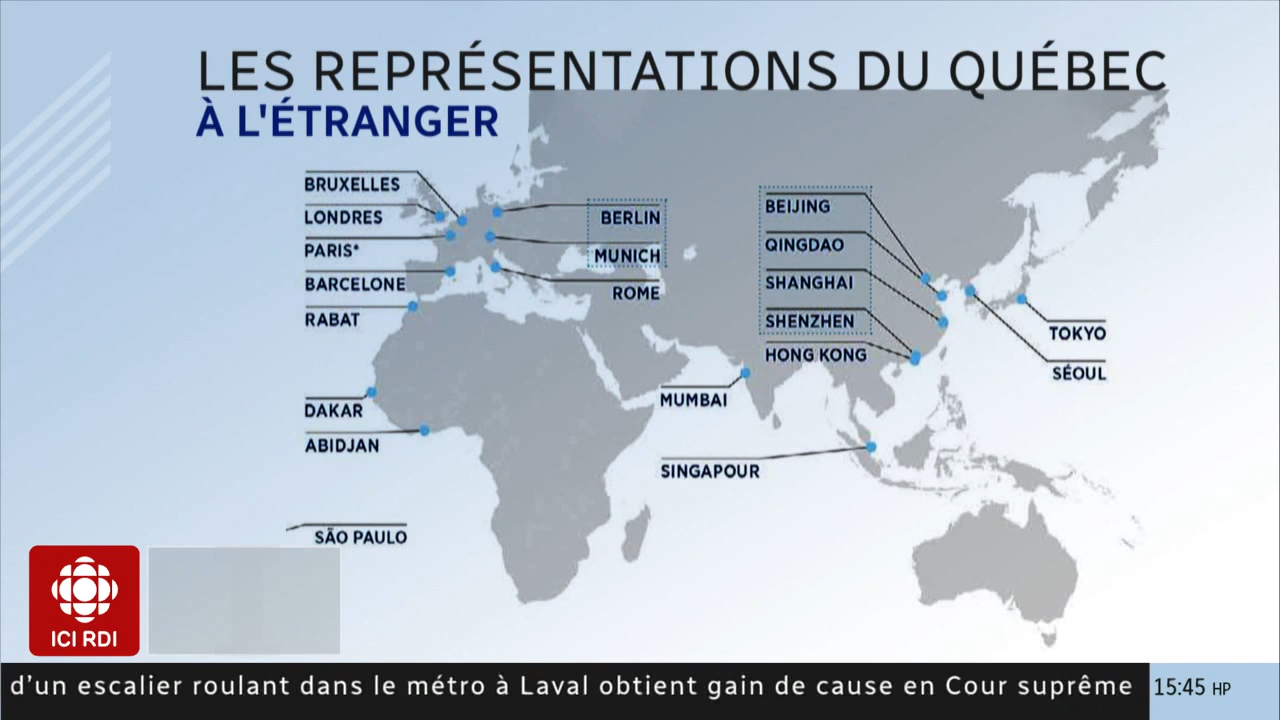 LES REPRÉSENTATIONS DU QUÉBEC
À L'ÉTRANGER
BRUXELLES
LONDRES
PARIS*
BARCELONE
RABAT
DAKAR
ABIDJAN
SÃO PAULO
BERLIN
MUNICH
ROME
BEIJING
QINGDAO
SHANGHAI
SHENZHEN
HONG KONG
MUMBAI
SINGAPOUR
TOKYO
SÉOUL
ICI RDI
d'un escalier roulant dans le métro à Laval obtient gain de cause en Cour suprême
15:45 HP